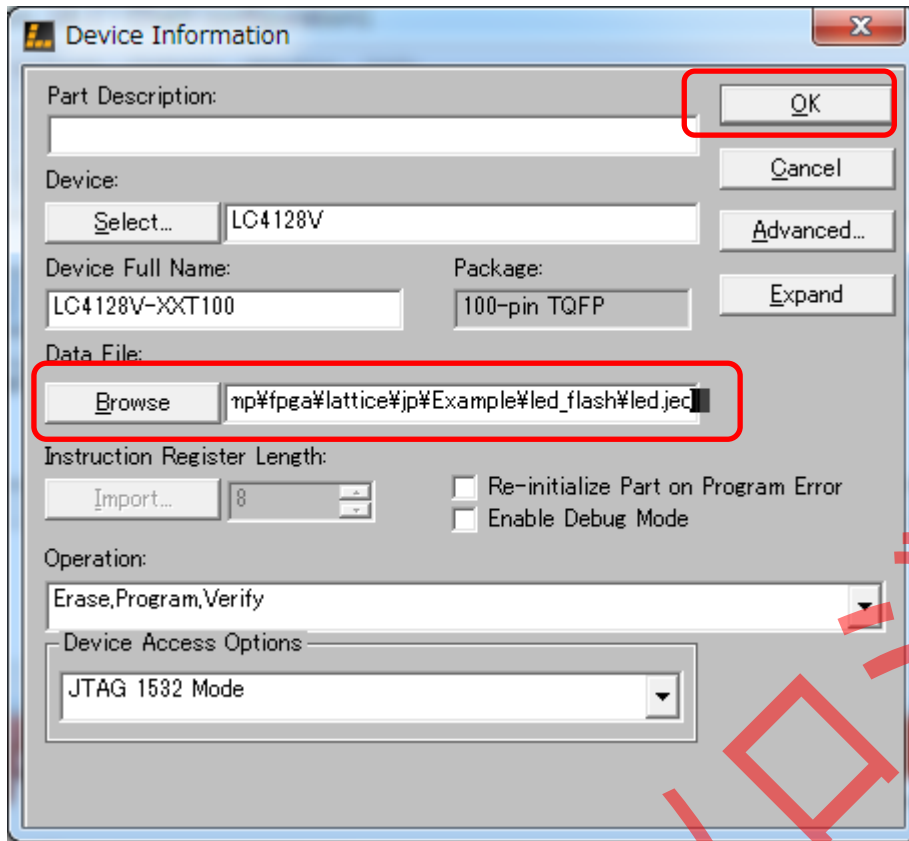 Device Information
Part Description:
OK
Cancel
Device:
Select... LC4128V
Advanced...
Device Full Name: Package:
LC4128V-XXT100 100-pin TQFP
Expand
Data File:
Browse mp¥fpga¥lattice¥jp¥Example¥led_flash¥led.jed
Instruction Register Length:
Import... 8
Re-initialize Part on Program Error
Enable Debug Mode
Operation:
Erase,Program,Verify
Device Access Options
JTAG 1532 Mode